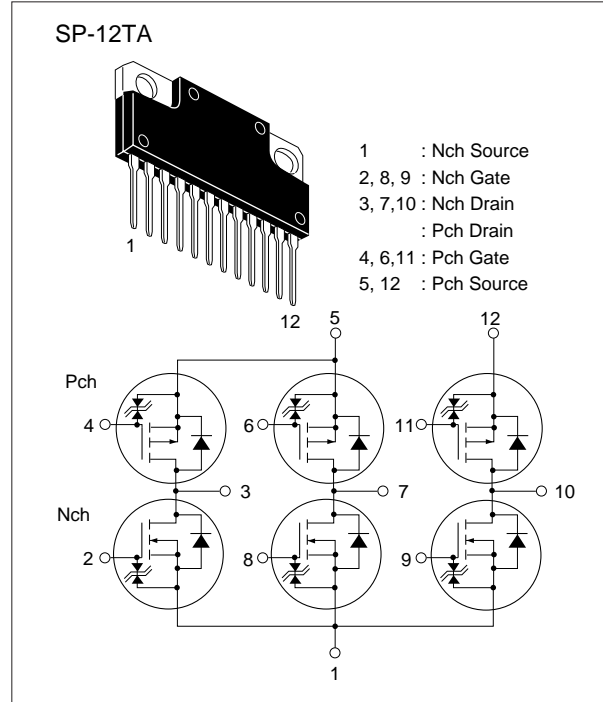 SP-12TA
1 : Nch Source
2, 8, 9 : Nch Gate
3, 7,10 : Nch Drain
: Pch Drain
4, 6,11 : Pch Gate
5, 12 : Pch Source
1
12
5
12
Pch
4
6
11
3
7
10
Nch
2
8
9
1